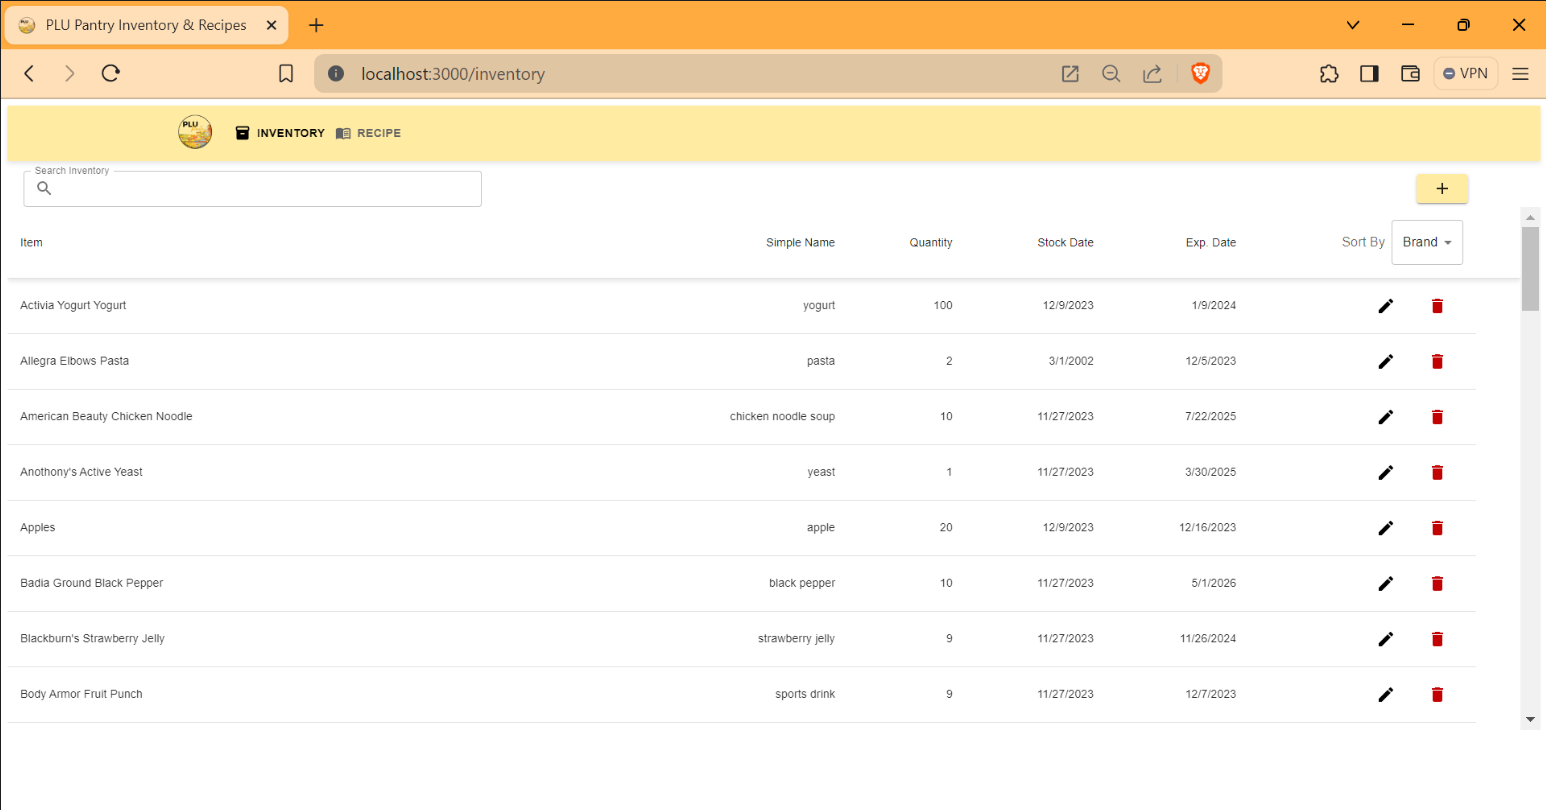 PLU Pantry Inventory & Recipes
localhost:3000/inventory
VPN
PLU
INVENTORY
RECIPE
Search Inventory
+
Item Simple Name Quantity Stock Date Exp. Date Sort By Brand
Activia Yogurt Yogurt yogurt 100 12/9/2023 1/9/2024
Allegra Elbows Pasta pasta 2 3/1/2002 12/5/2023
American Beauty Chicken Noodle chicken noodle soup 10 11/27/2023 7/22/2025
Anothony's Active Yeast yeast 1 11/27/2023 3/30/2025
Apples apple 20 12/9/2023 12/16/2023
Badia Ground Black Pepper black pepper 10 11/27/2023 5/1/2026
Blackburn's Strawberry Jelly strawberry jelly 9 11/27/2023 11/26/2024
Body Armor Fruit Punch sports drink 9 11/27/2023 12/7/2023